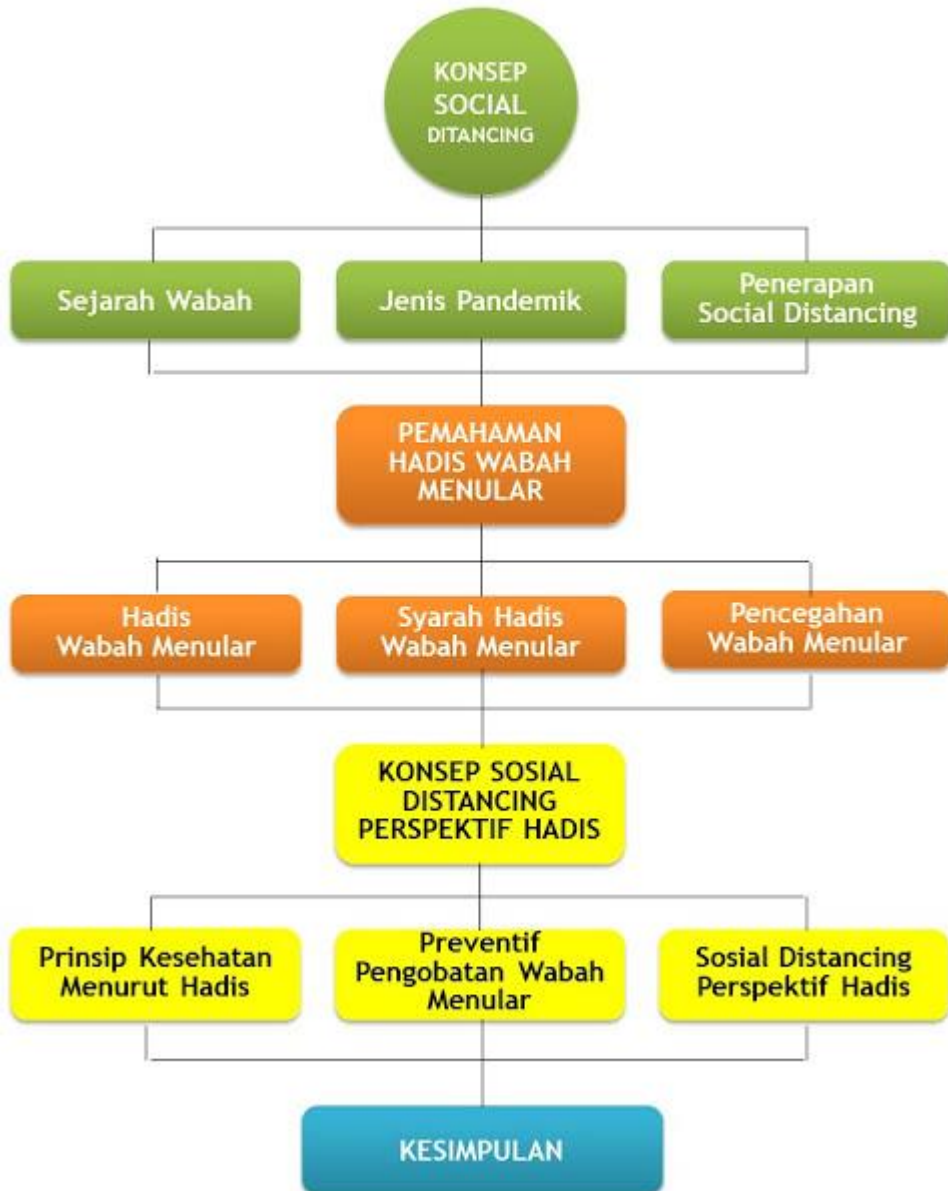 KONSEP
SOCIAL
DITANCING
Sejarah Wabah
Jenis Pandemik
Penerapan
Social Distancing
PEMAHAMAN
HADIS WABAH
MENULAR
Hadis
Wabah Menular
Syarah Hadis
Wabah Menular
Pencegahan
Wabah Menular
KONSEP SOSIAL
DISTANCING
PERSPEKTIF HADIS
Prinsip Kesehatan
Menurut Hadis
Preventif
Pengobatan Wabah
Menular
Sosial Distancing
Perspektif Hadis
KESIMPULAN